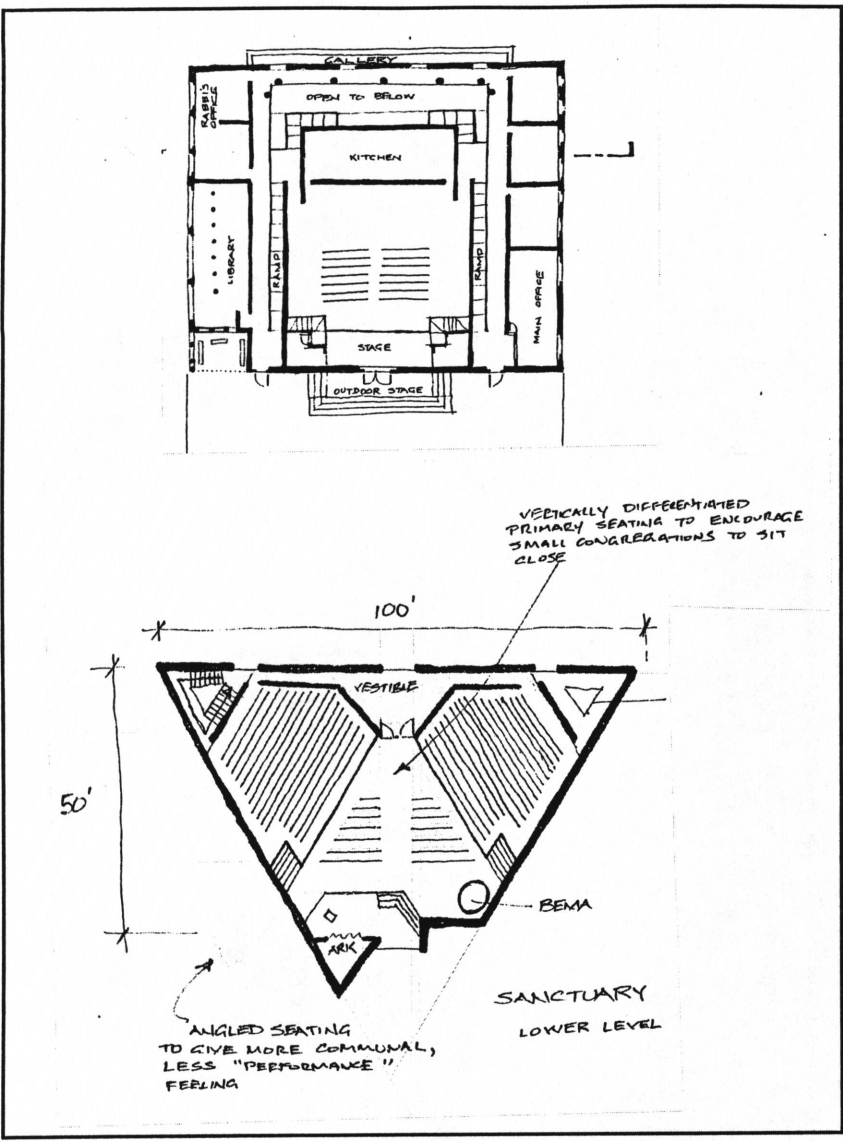 GALLERY
OPEN TO BELOW
RABBI'S
OFFICE
KITCHEN
LIBRARY
RAMP
RAMP
MAIN OFFICE
STAGE
OUTDOOR STAGE
VERTICALLY DIFFERENTIATED
PRIMARY SEATING TO ENCOURAGE
SMALL CONGREGATIONS TO SIT
CLOSE
100'
VESTIBLE
50'
BEMA
ARK
SANCTUARY
LOWER LEVEL
ANGLED SEATING
TO GIVE MORE COMMUNAL,
LESS "PERFORMANCE"
FEELING